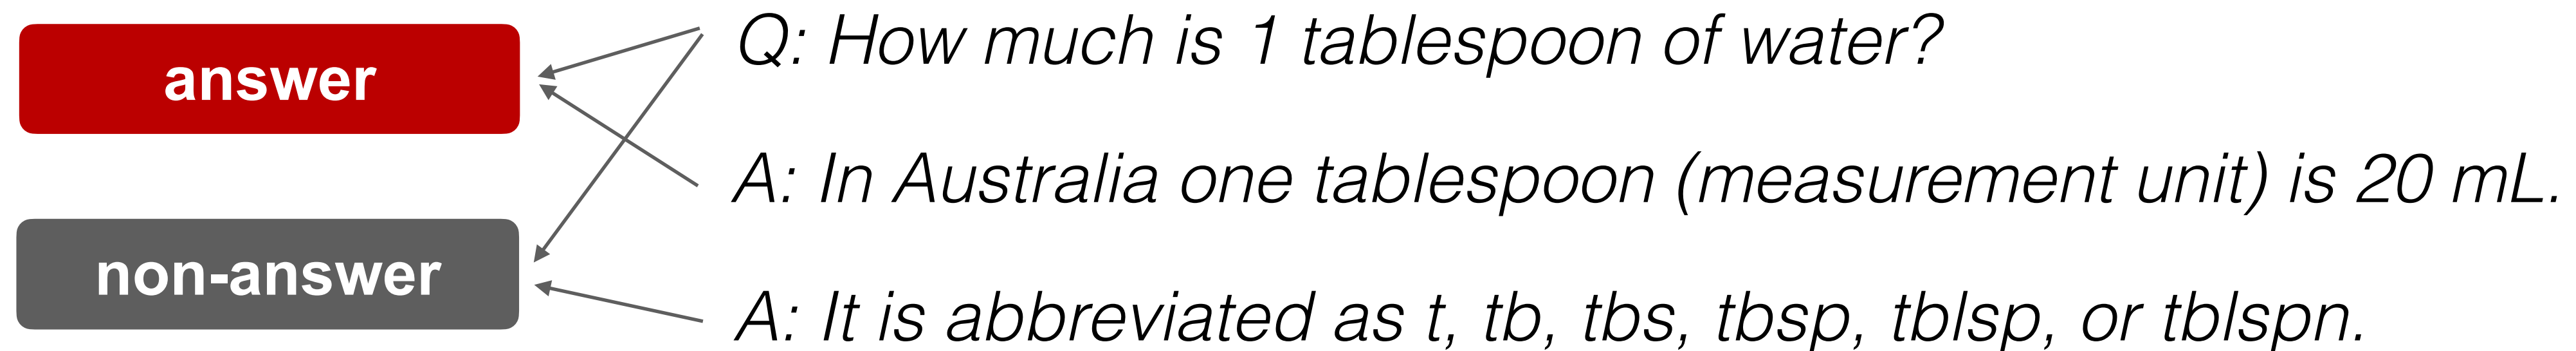 answer
non-answer
Q: How much is 1 tablespoon of water?
A: In Australia one tablespoon (measurement unit) is 20 mL.
A: It is abbreviated as t, tb, tbs, tbsp, tblsp, or tblspn.